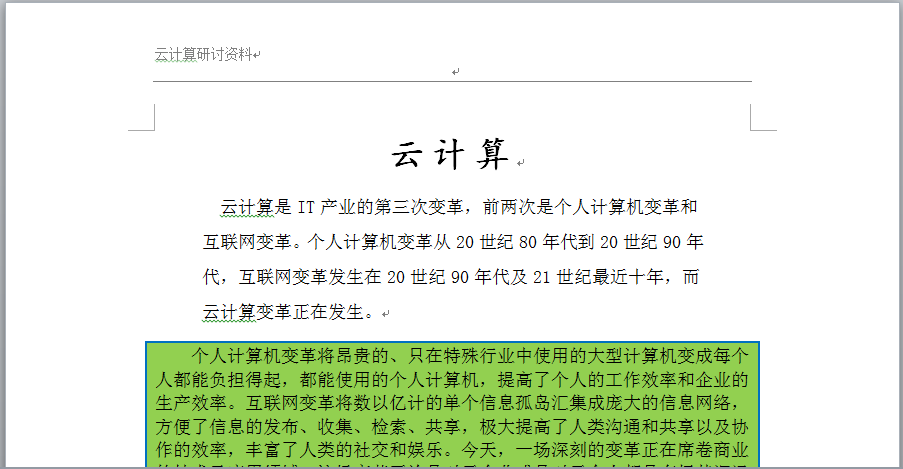 云计算研讨资料
云计算
云计算是 IT 产业的第三次变革，前两次是个人计算机变革和
互联网变革。个人计算机变革从 20 世纪 80 年代到 20 世纪 90 年
代，互联网变革发生在 20 世纪 90 年代及 21 世纪最近十年，而
云计算变革正在发生。
个人计算机变革将昂贵的、只在特殊行业中使用的大型计算机变成每个
人都能负担得起，都能使用的个人计算机，提高了个人的工作效率和企业的
生产效率。互联网变革将数以亿计的单个信息孤岛汇集成庞大的信息网络，
方便了信息的发布、收集、检索、共享，极大提高了人类沟通和共享以及协
作的效率，丰富了人类的社交和娱乐。今天，一场深刻的变革正在席卷商业